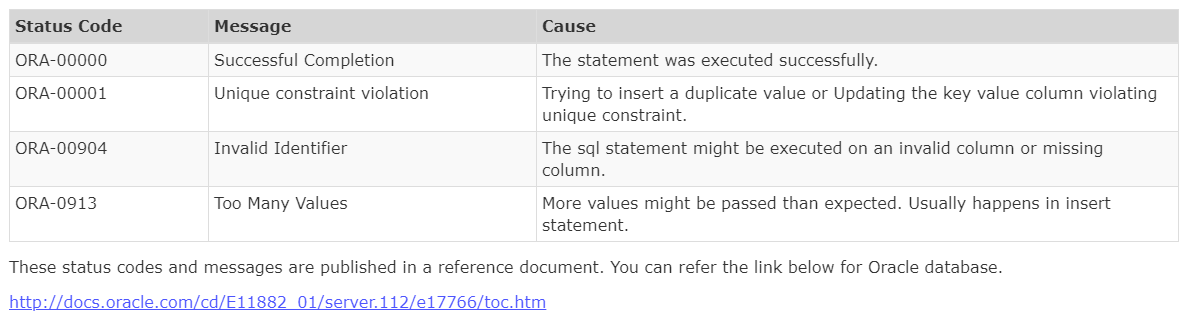 Status Code Message Cause
ORA-00000 Successful Completion The statement was executed successfully.
ORA-00001 Unique constraint violation Trying to insert a duplicate value or Updating the key value column violating
unique constraint.
ORA-00904 Invalid Identifier The sql statement might be executed on an invalid column or missing
column.
ORA-0913 Too Many Values More values might be passed than expected. Usually happens in insert
statement.
These status codes and messages are published in a reference document. You can refer the link below for Oracle database.
http://docs.oracle.com/cd/E11882_01/server.112/e17766/toc.htm